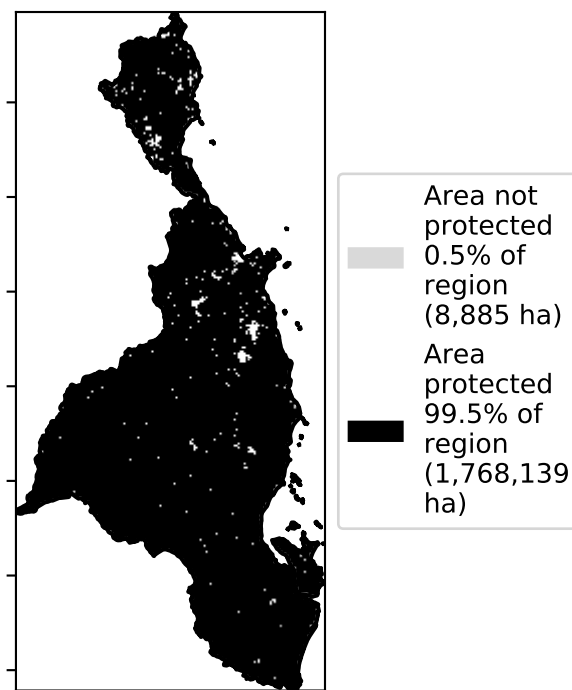 Area not
protected
0.5% of
region
(8,885 ha)
Area
protected
99.5% of
region
(1,768,139
ha)